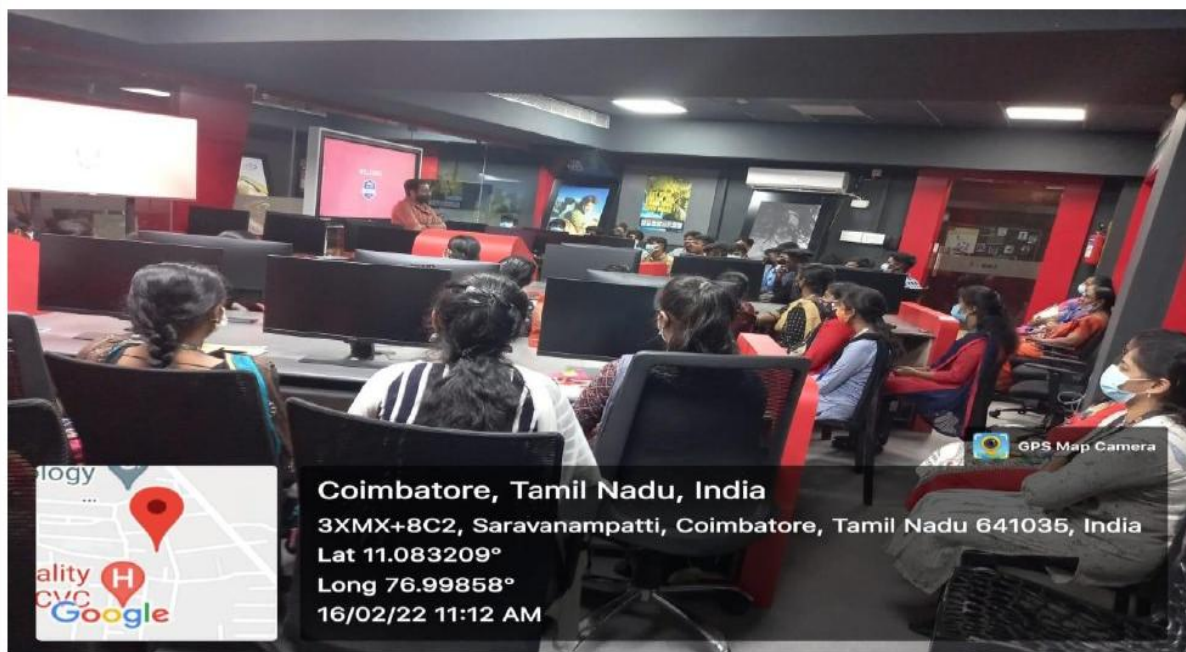 GPS Map Camera
Coimbatore, Tamil Nadu, India
3XMX+8C2, Saravanampatti, Coimbatore, Tamil Nadu 641035, India
Lat 11.083209°
Long 76.99858°
16/02/22 11:12 AM
logy
...
ality
H
CVC
Google